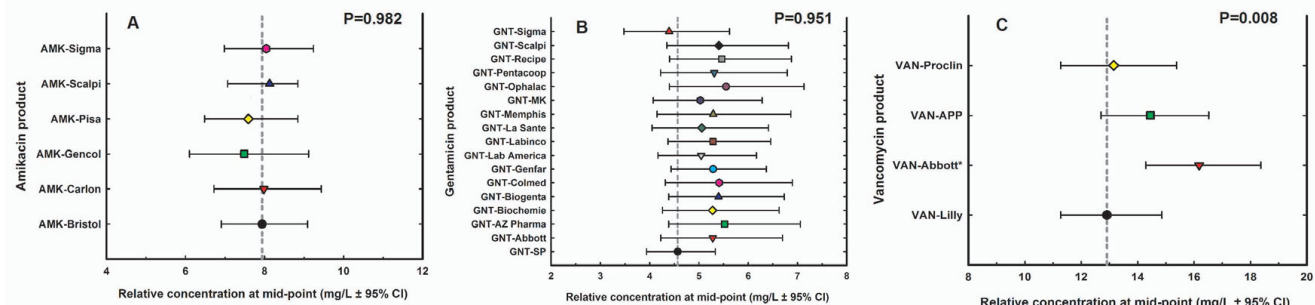 A
P=0.982
Amikacin product
AMK-Sigma
AMK-Scalpi
AMK-Pisa
AMK-Gencol
AMK-Carlon
AMK-Bristol
4 6 8 10 12
Relative concentration at mid-point (mg/L ± 95% CI)
B
P=0.951
Gentamicin product
GNT-Sigma
GNT-Scalpi
GNT-Recipe
GNT-Pentacoop
GNT-Ophalac
GNT-MK
GNT-Memphis
GNT-La Sante
GNT-Labinco
GNT-Lab America
GNT-Genfar
GNT-Colmed
GNT-Biogenta
GNT-Biochemie
GNT-AZ Pharma
GNT-Abbott
GNT-SP
2 3 4 5 6 7 8
Relative concentration at mid-point (mg/L ± 95% CI)
C
P=0.008
Vancomycin product
VAN-Proclin
VAN-APP
VAN-Abbott*
VAN-Lilly
8 10 12 14 16 18 20
Relative concentration at mid-point (mg/L ± 95% CI)